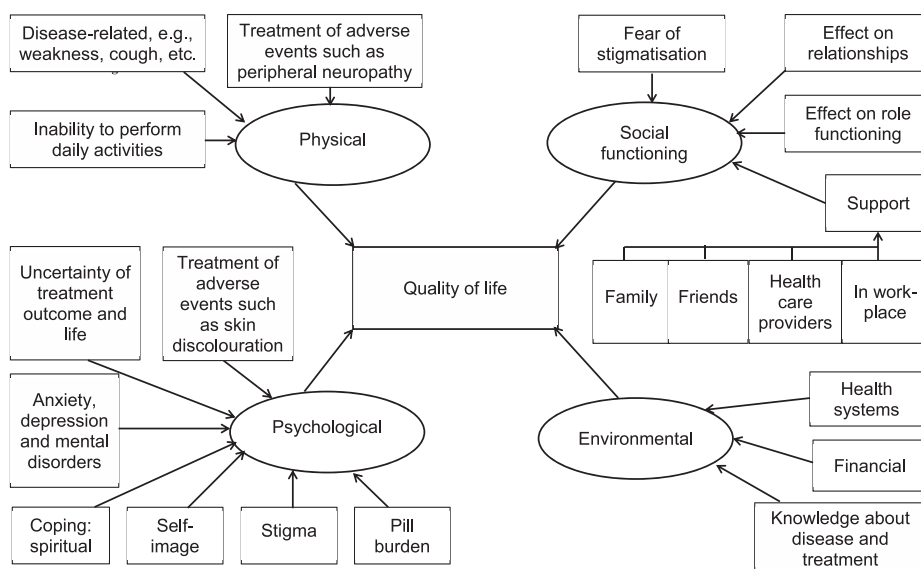 Disease-related, e.g.,
weakness, cough, etc.
Treatment of adverse
events such as
peripheral neuropathy
Inability to perform
daily activities
Physical
Fear of
stigmatisation
Effect on
relationships
Effect on role
functioning
Social
functioning
Support
Family
Friends
Health
care
providers
In work-
place
Quality of life
Uncertainty of
treatment
outcome and
life
Treatment of
adverse
events such
as skin
discolouration
Anxiety,
depression
and mental
disorders
Psychological
Coping:
spiritual
Self-
image
Stigma
Pill
burden
Environmental
Health
systems
Financial
Knowledge about
disease and
treatment